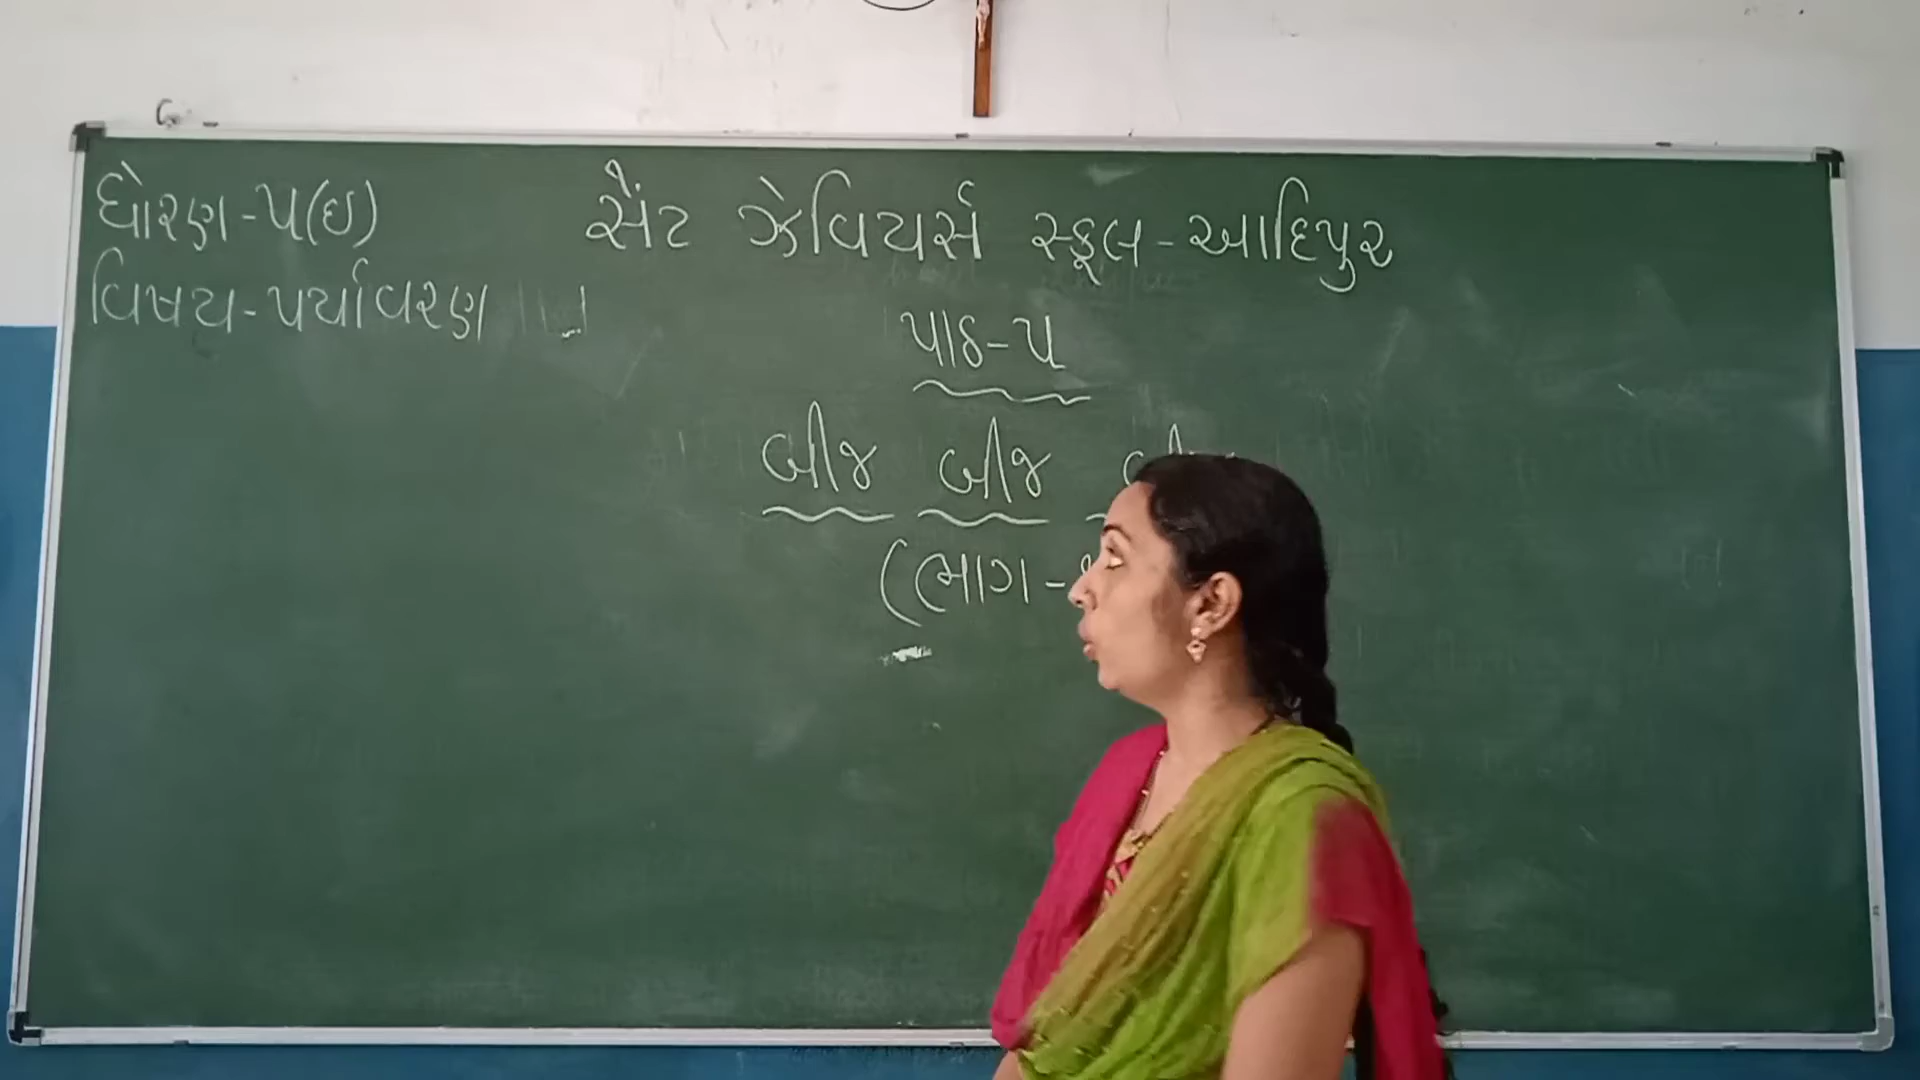 ધોરણ-૫(ઇ)
વિષય-પર્યાવરણ
સેંટ ઝેવિયર્સ સ્કૂલ-આદિપુર
પાઠ-૫
બીજ બીજ
(ભાગ-